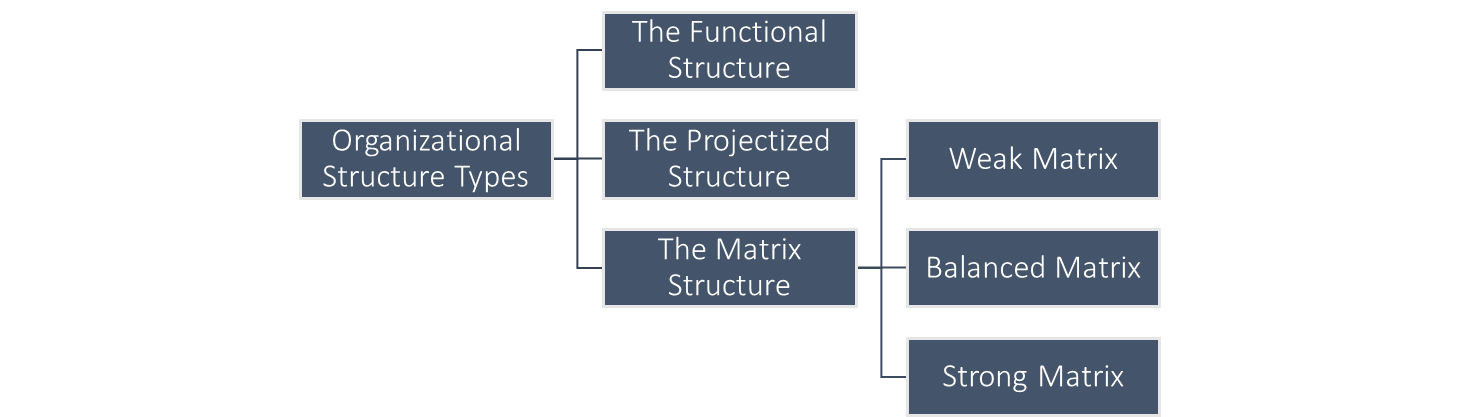 Organizational
Structure Types
The Functional
Structure
The Projectized
Structure
The Matrix
Structure
Weak Matrix
Balanced Matrix
Strong Matrix